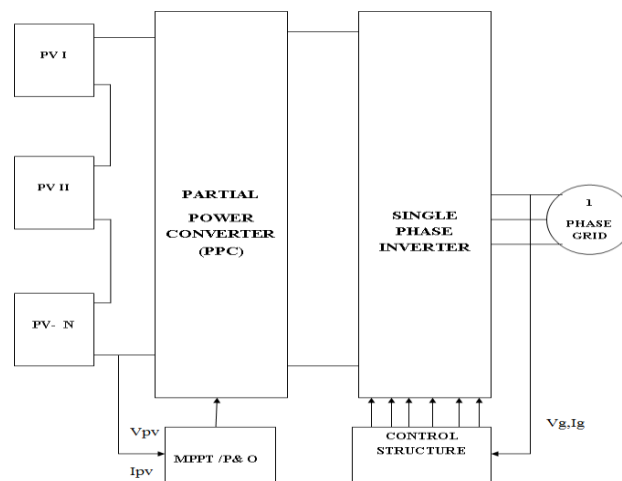 PV I
PV II
PV- N
PARTIAL
POWER
CONVERTER
(PPC)
SINGLE
PHASE
INVERTER
1
PHASE
GRID
Vpv
Ipv
MPPT /P& O
CONTROL
STRUCTURE
Vg,Ig